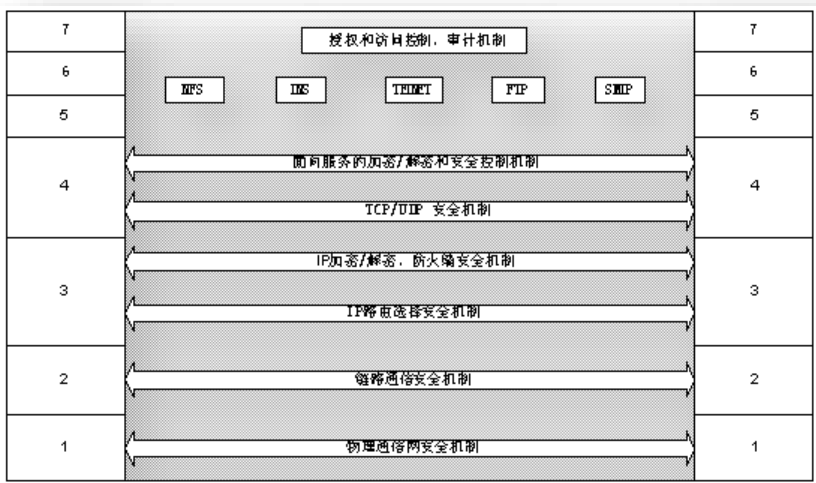 7
授权和访问控制，审计机制
7
6
6
NFS
DNS
TELNET
FTP
SMIP
5
5
面向服务的加密/解密和安全控制机制
4
4
TCP/UDP 安全机制
IP加密/解密，防火墙安全机制
3
3
IP路由选择安全机制
2
链路通信安全机制
2
1
物理通信网安全机制
1